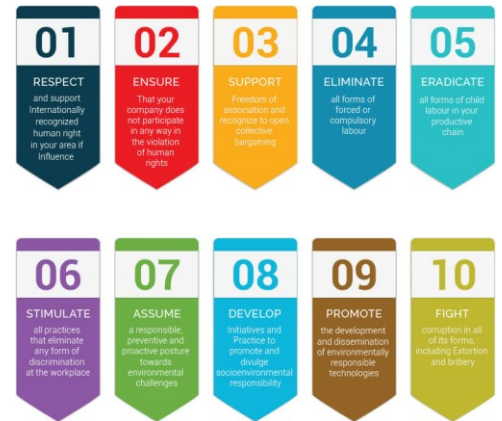 01
RESPECT
and support
Internationally
recognized
human right
in your area if
Influence
02
ENSURE
That your
company does
not participate
in any way in
the violation
of human
rights
03
SUPPORT
Freedom of
association and
recognize to open
collective
bargaining
04
ELIMINATE
all forms of
forced or
compulsory
labour
05
ERADICATE
all forms of child
labour in your
productive
chain
06
STIMULATE
all practices
that eliminate
any form of
discrimination
at the workplace
07
ASSUME
a responsible,
preventive and
proactive posture
towards
environmental
challenges
08
DEVELOP
Initiatives and
Practice to
promote and
divulge
socioenvironmental
responsibility
09
PROMOTE
the development
and dissemination
of environmentally
responsible
technologies
10
FIGHT
corruption in all
of its forms,
including Extortion
and bribery